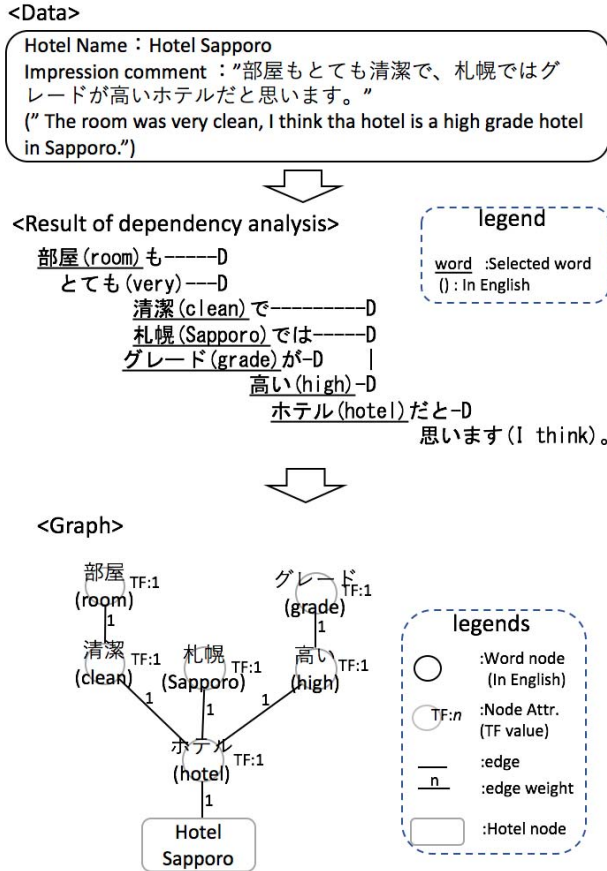 <Data>
Hotel Name：Hotel Sapporo
Impression comment ：”部屋もとても清潔で、札幌ではグ
レードが高いホテルだと思います。”
(” The room was very clean, I think tha hotel is a high grade hotel
in Sapporo.”)
<Result of dependency analysis>
部屋(room)も-----D
とても(very)---D
清潔(clean)で---------D
札幌(Sapporo)では-----D
グレード(grade)が-D |
高い(high)-D
ホテル(hotel)だと-D
思います(I think)。
legend
word :Selected word
() : In English
<Graph>
部屋
(room)
TF:1
グレード
(grade)
TF:1
1
1
清潔
(clean)
TF:1
札幌
(Sapporo)
TF:1
高い
(high)
TF:1
1
1
1
ホテル
(hotel)
TF:1
1
Hotel
Sapporo
legends
:Word node
(In English)
TF:n :Node Attr.
(TF value)
:edge
n :edge weight
:Hotel node